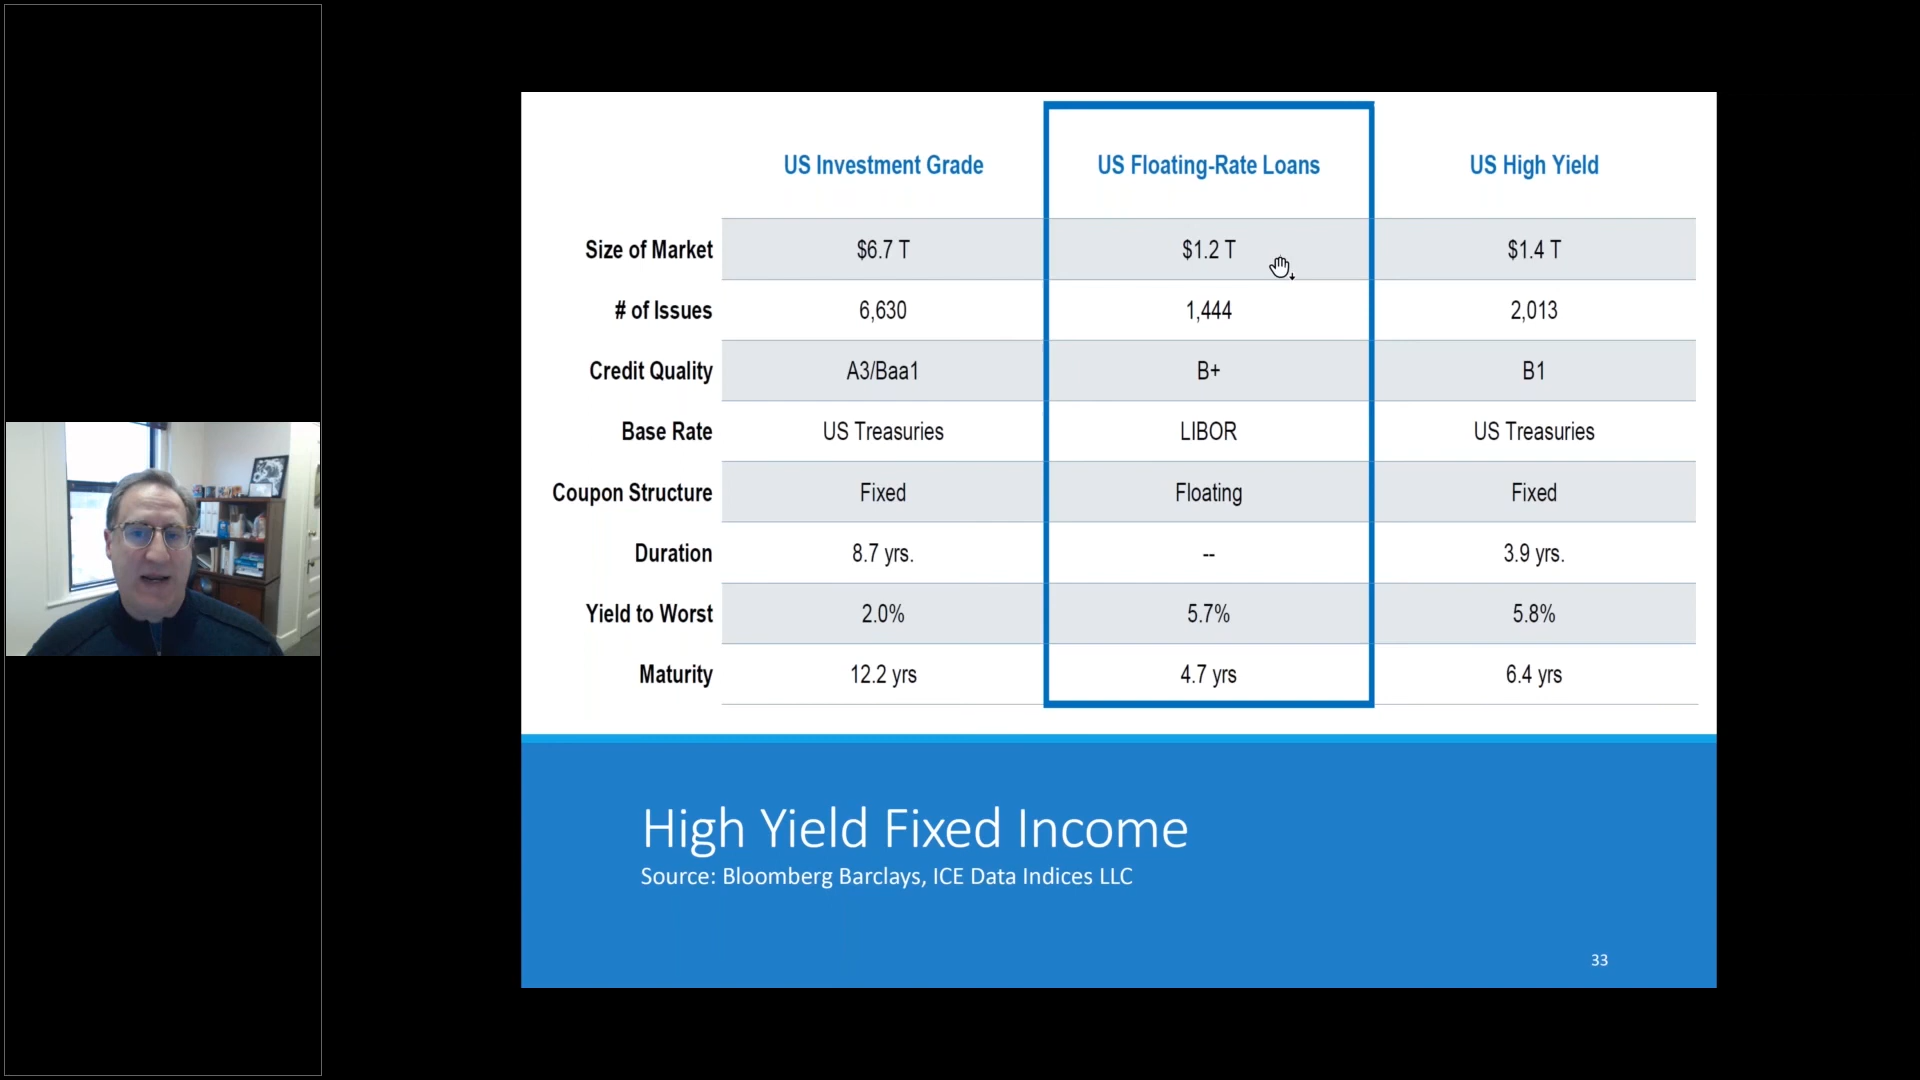 US Investment Grade US Floating-Rate Loans US High Yield
Size of Market $6.7 T $1.2 T $1.4 T
# of Issues 6,630 1,444 2,013
Credit Quality A3/Baa1 B+ B1
Base Rate US Treasuries LIBOR US Treasuries
Coupon Structure Fixed Floating Fixed
Duration 8.7 yrs. -- 3.9 yrs.
Yield to Worst 2.0% 5.7% 5.8%
Maturity 12.2 yrs 4.7 yrs 6.4 yrs
High Yield Fixed Income
Source: Bloomberg Barclays, ICE Data Indices LLC
33